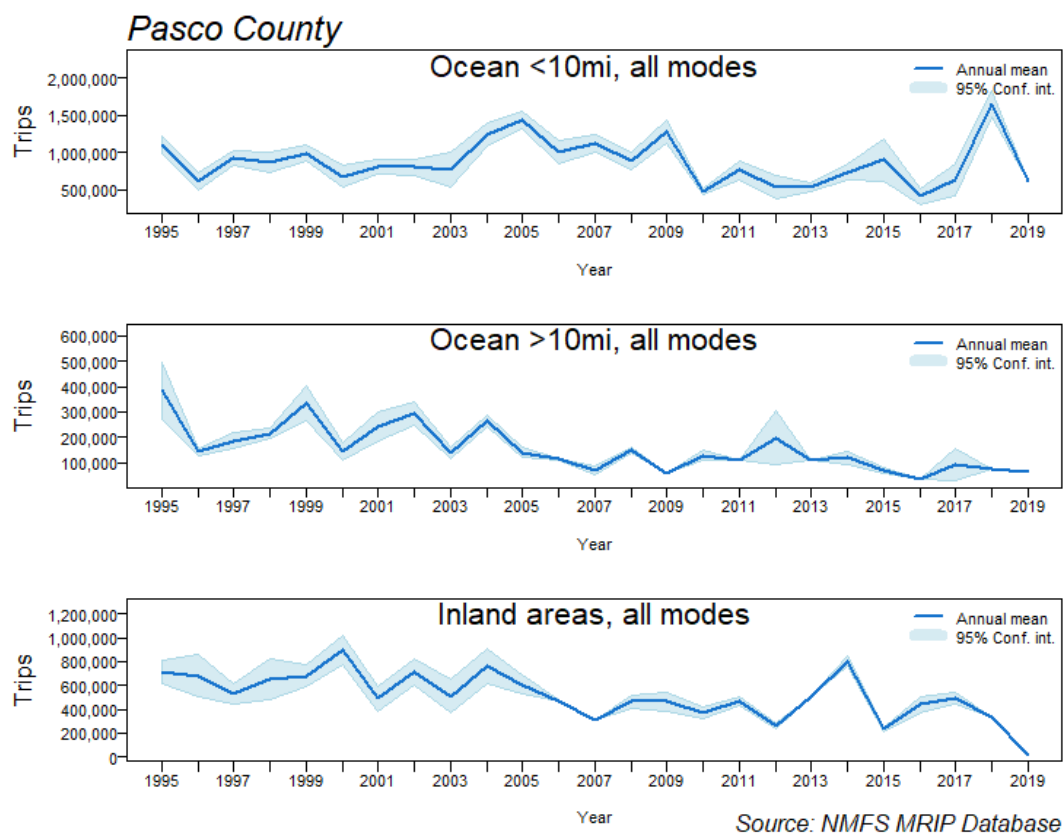 Pasco County
Ocean <10mi, all modes
Annual mean
95% Conf. int.
Trips
2,000,000
1,500,000
1,000,000
500,000
1995 1997 1999 2001 2003 2005 2007 2009 2011 2013 2015 2017 2019
Year
Ocean >10mi, all modes
Annual mean
95% Conf. int.
Trips
600,000
500,000
400,000
300,000
200,000
100,000
1995 1997 1999 2001 2003 2005 2007 2009 2011 2013 2015 2017 2019
Year
Inland areas, all modes
Annual mean
95% Conf. int.
Trips
1,200,000
1,000,000
800,000
600,000
400,000
200,000
0
1995 1997 1999 2001 2003 2005 2007 2009 2011 2013 2015 2017 2019
Year
Source: NMFS MRIP Database